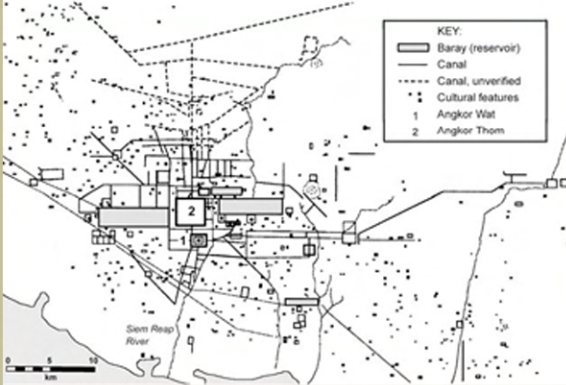 KEY:
Baray (reservoir)
Canal
Canal, unverified
Cultural features
1 Angkor Wat
2 Angkor Thom
2
Siem Reap
River
0 5 10
km